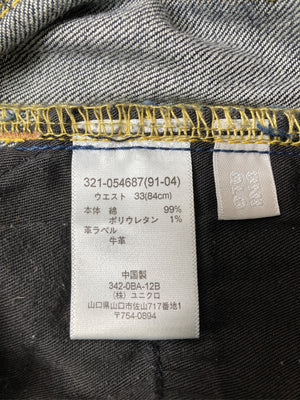 321-054687(91-04)
ウエスト 33(84cm)
本体 綿 99%
ポリウレタン 1%
革ラベル
牛革
中国製
342-0BA-12B
(株)ユニクロ
山口県山口市佐山717番地1
〒754-0894